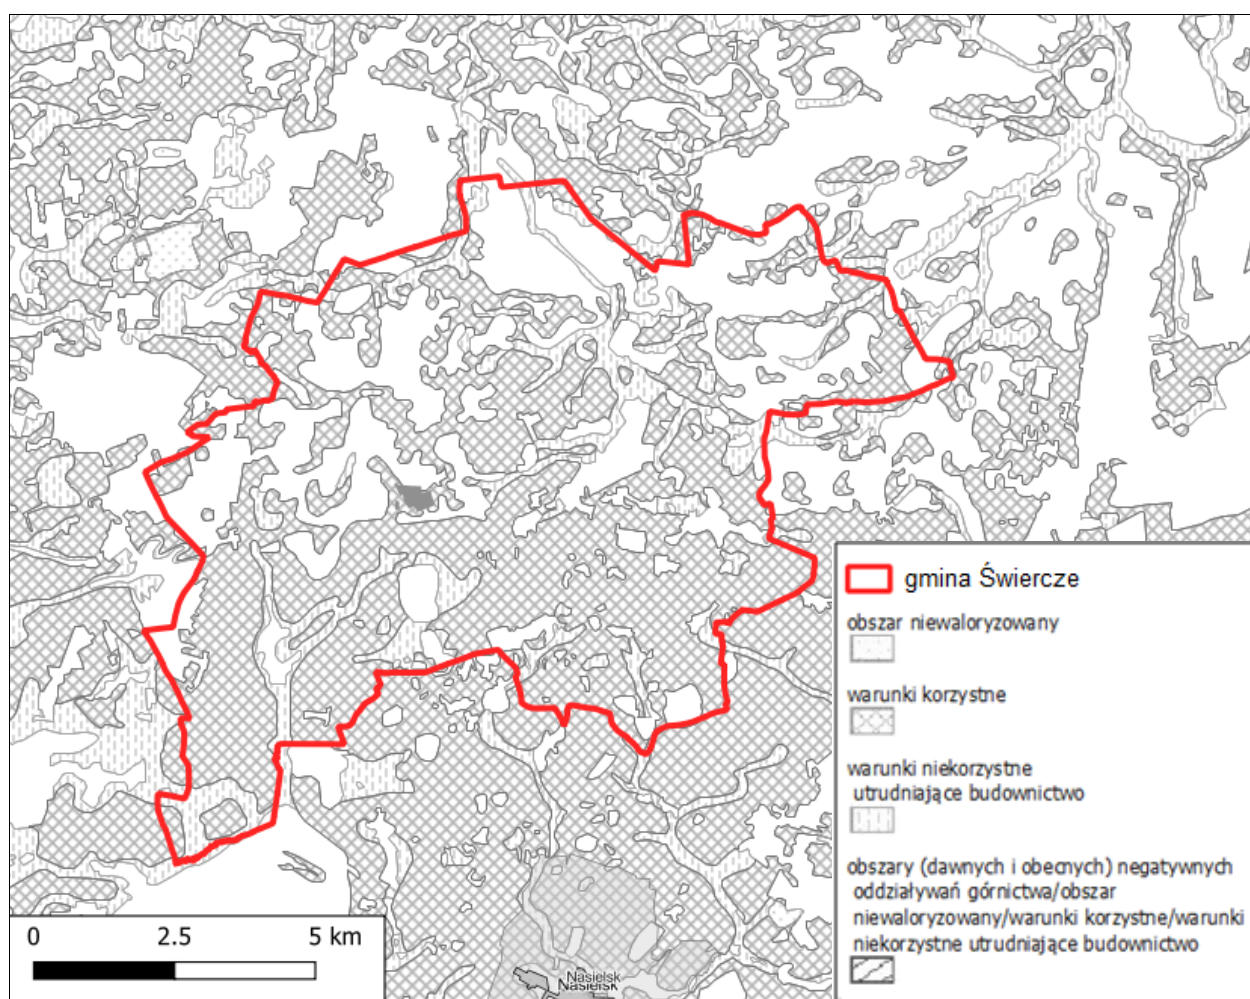 gmina Świercze
obszar niewaloryzowany
warunki korzystne
warunki niekorzystne
utrudniające budownictwo
obszary (dawnych i obecnych) negatywnych
oddziaływań górnictwa/obszar
niewaloryzowany/warunki korzystne/warunki
niekorzystne utrudniające budownictwo
0 2.5 5 km
Nasielsk
Nasielsk